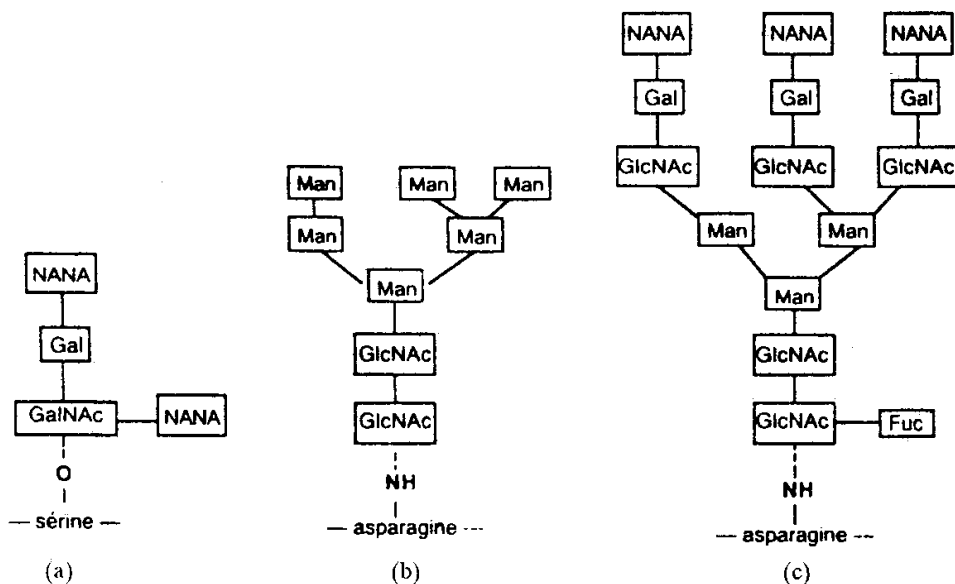 NANA
Gal
GalNAc NANA
O
— sérine —
(a)
Man Man Man
Man Man
Man
GlcNAc
GlcNAc
NH
— asparagine ---
(b)
NANA NANA NANA
Gal Gal Gal
GlcNAc GlcNAc GlcNAc
Man Man
Man
GlcNAc
GlcNAc Fuc
NH
— asparagine ---
(c)